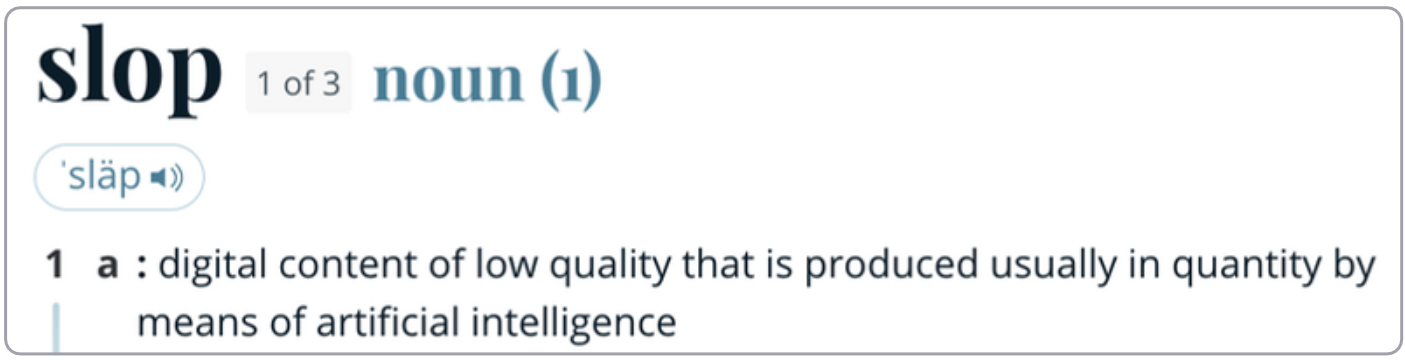 slop 1 of 3 noun (1)
ˈsläp
1 a : digital content of low quality that is produced usually in quantity by
means of artificial intelligence